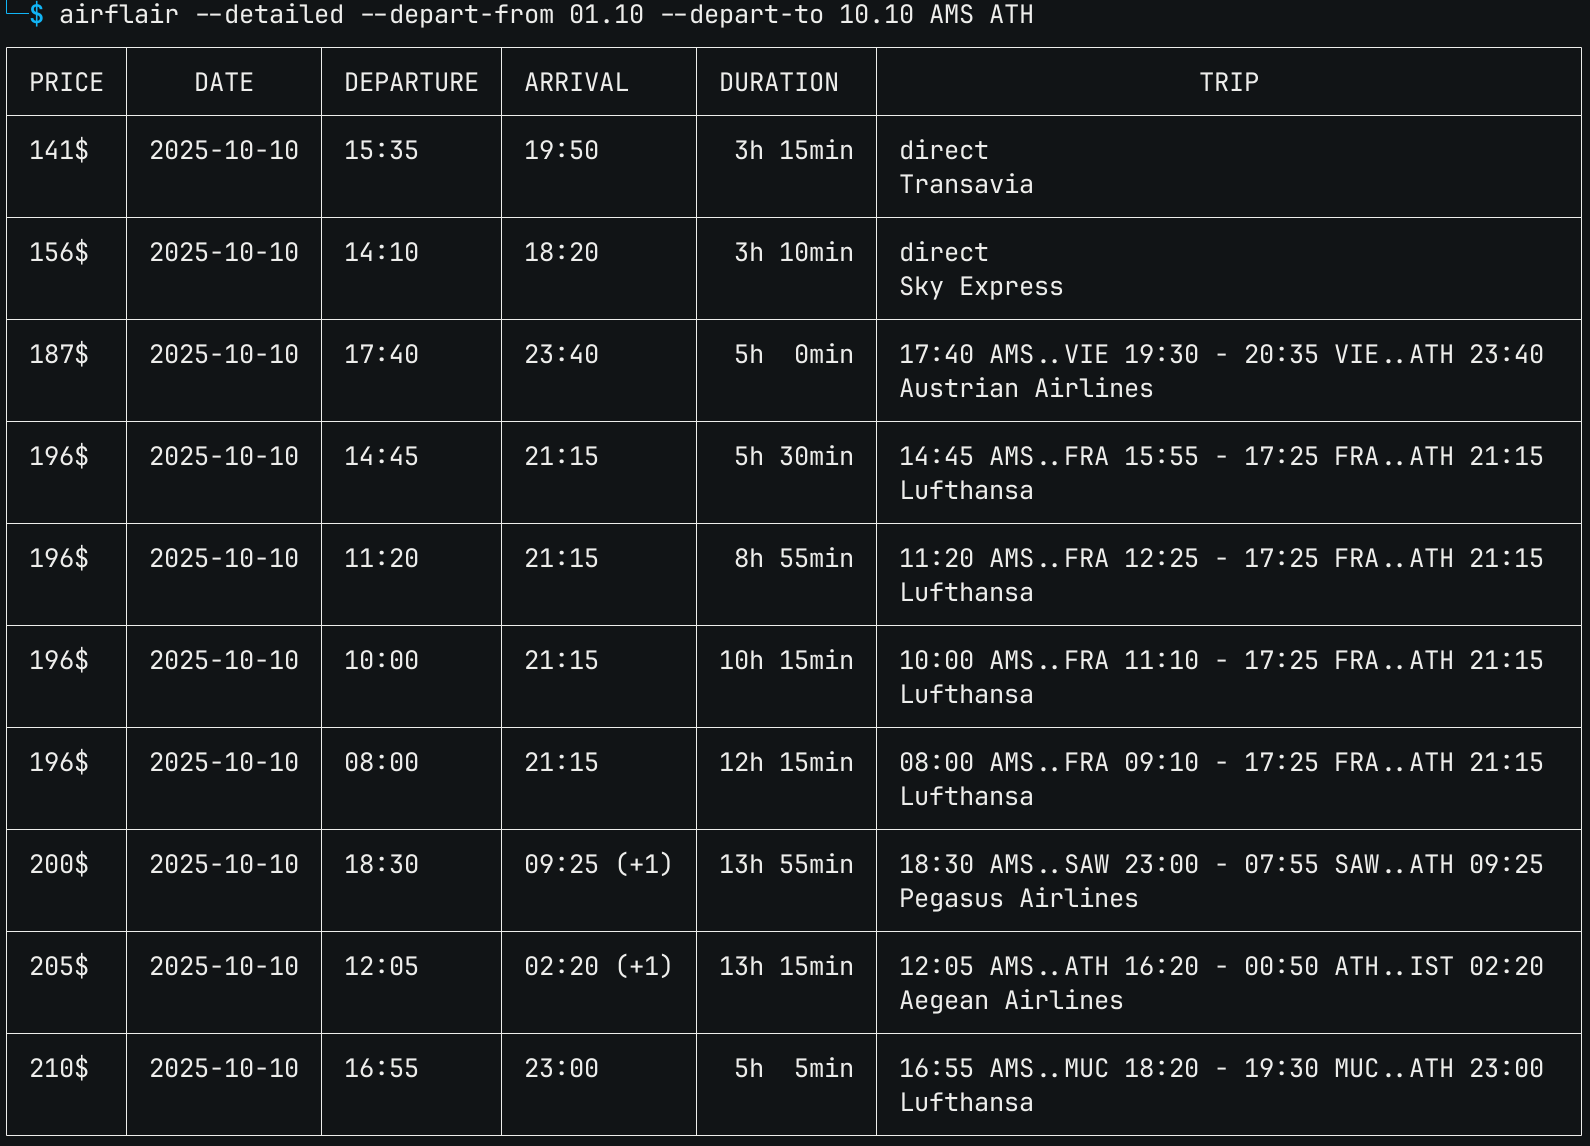 $ airflair --detailed --depart-from 01.10 --depart-to 10.10 AMS ATH
PRICE DATE DEPARTURE ARRIVAL DURATION TRIP
141$ 2025-10-10 15:35 19:50 3h 15min direct
Transavia
156$ 2025-10-10 14:10 18:20 3h 10min direct
Sky Express
187$ 2025-10-10 17:40 23:40 5h 0min 17:40 AMS..VIE 19:30 - 20:35 VIE..ATH 23:40
Austrian Airlines
196$ 2025-10-10 14:45 21:15 5h 30min 14:45 AMS..FRA 15:55 - 17:25 FRA..ATH 21:15
Lufthansa
196$ 2025-10-10 11:20 21:15 8h 55min 11:20 AMS..FRA 12:25 - 17:25 FRA..ATH 21:15
Lufthansa
196$ 2025-10-10 10:00 21:15 10h 15min 10:00 AMS..FRA 11:10 - 17:25 FRA..ATH 21:15
Lufthansa
196$ 2025-10-10 08:00 21:15 12h 15min 08:00 AMS..FRA 09:10 - 17:25 FRA..ATH 21:15
Lufthansa
200$ 2025-10-10 18:30 09:25 (+1) 13h 55min 18:30 AMS..SAW 23:00 - 07:55 SAW..ATH 09:25
Pegasus Airlines
205$ 2025-10-10 12:05 02:20 (+1) 13h 15min 12:05 AMS..ATH 16:20 - 00:50 ATH..IST 02:20
Aegean Airlines
210$ 2025-10-10 16:55 23:00 5h 5min 16:55 AMS..MUC 18:20 - 19:30 MUC..ATH 23:00
Lufthansa